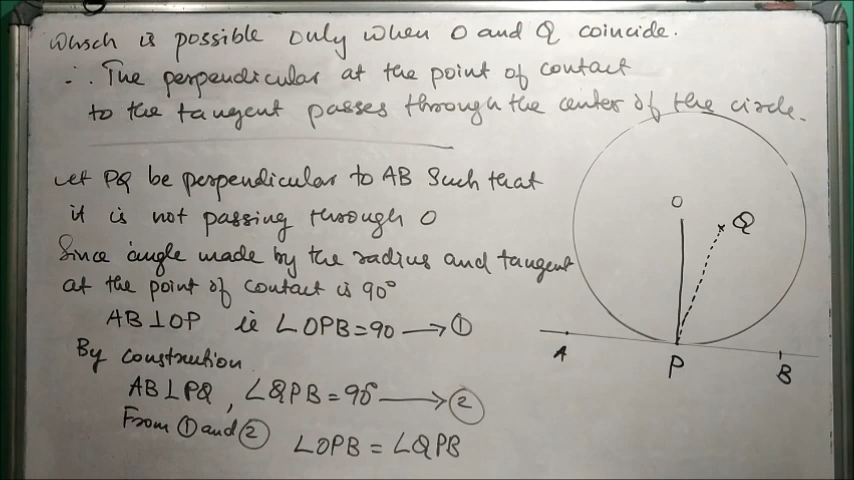 Which is possible only when O and Q coincide.
∴ The perpendicular at the point of contact
to the tangent passes through the center of the circle.
Let PQ be perpendicular to AB Such that
it is not passing through O
Since angle made by the radius and tangent
at the point of contact is 90°
AB⊥OP ie ∠OPB=90 ⟶ ①
By constrution
AB⊥PQ, ∠QPB=90° ⟶ ②
From ① and ②
∠OPB = ∠QPB
O
Q
A
P
B